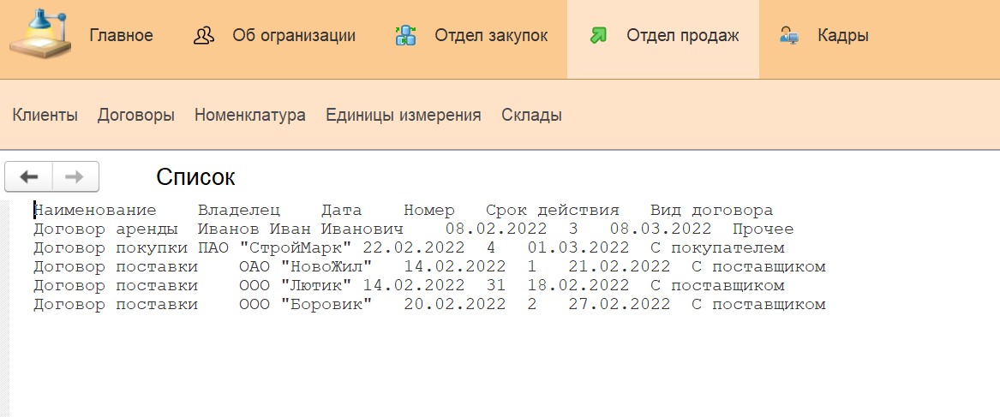 Главное Об огранизации Отдел закупок Отдел продаж Кадры
Клиенты Договоры Номенклатура Единицы измерения Склады
Список
Наименование Владелец Дата Номер Срок действия Вид договора
Договор аренды Иванов Иван Иванович 08.02.2022 3 08.03.2022 Прочее
Договор покупки ПАО "СтройМарк" 22.02.2022 4 01.03.2022 С покупателем
Договор поставки ОАО "НовоЖил" 14.02.2022 1 21.02.2022 С поставщиком
Договор поставки ООО "Лютик" 14.02.2022 31 18.02.2022 С поставщиком
Договор поставки ООО "Боровик" 20.02.2022 2 27.02.2022 С поставщиком